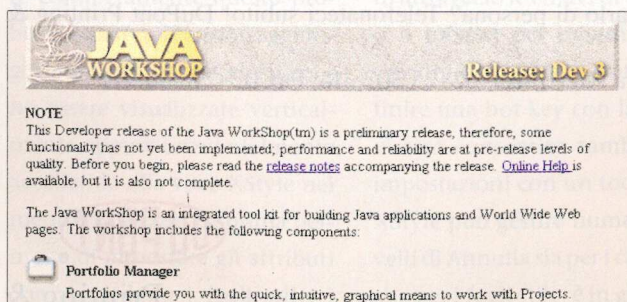 JAVA
WORKSHOP
Release: Dev 3
NOTE
This Developer release of the Java WorkShop(tm) is a preliminary release, therefore, some
functionality has not yet been implemented; performance and reliability are at pre-release levels of
quality. Before you begin, please read the release notes accompanying the release. Online Help is
available, but it is also not complete.
The Java WorkShop is an integrated tool kit for building Java applications and World Wide Web
pages. The workshop includes the following components:
Portfolio Manager
Portfolios provide you with the quick, intuitive, graphical means to work with Projects.